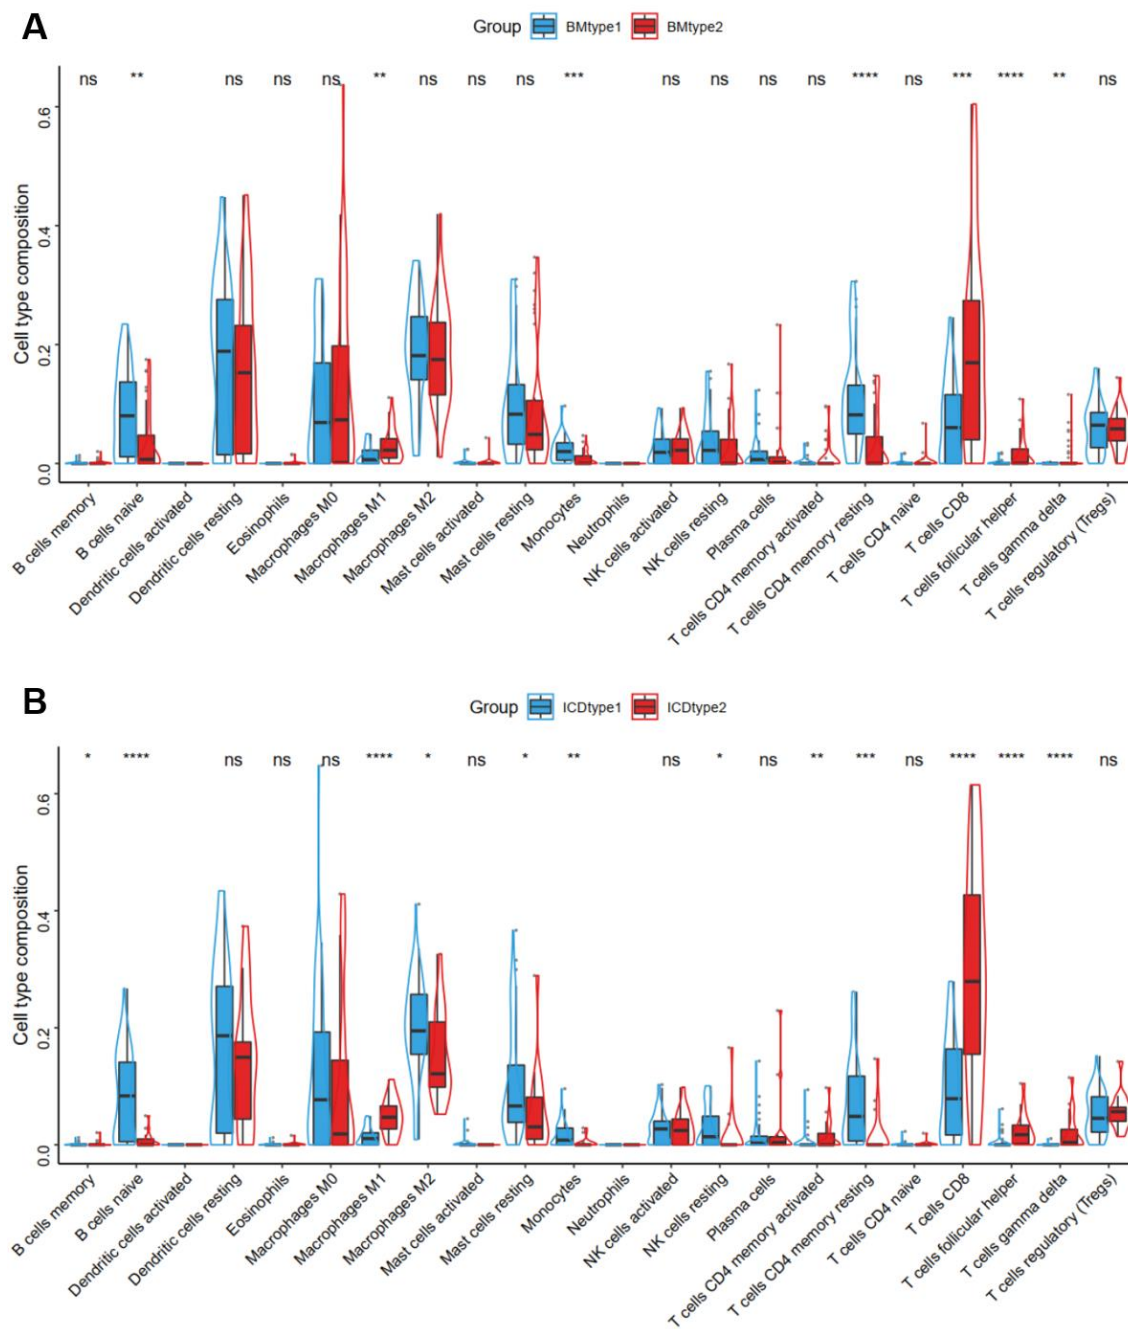 A
Group BMtype1 BMtype2
ns ** ns ns ns ** ns ns ns *** ns ns ns ns **** ns *** **** ** ns
Cell type composition
0.6
0.4
0.2
0.0
B cells memory
B cells naive
Dendritic cells activated
Dendritic cells resting
Eosinophils
Macrophages M0
Macrophages M1
Macrophages M2
Mast cells activated
Mast cells resting
Monocytes
Neutrophils
NK cells activated
NK cells resting
Plasma cells
T cells CD4 memory activated
T cells CD4 memory resting
T cells CD4 naive
T cells CD8
T cells follicular helper
T cells gamma delta
T cells regulatory (Tregs)
B
Group ICDtype1 ICDtype2
* **** ns ns ns **** * ns * ** ns * ns ** *** ns **** **** **** ns
Cell type composition
0.6
0.4
0.2
0.0
B cells memory
B cells naive
Dendritic cells activated
Dendritic cells resting
Eosinophils
Macrophages M0
Macrophages M1
Macrophages M2
Mast cells activated
Mast cells resting
Monocytes
Neutrophils
NK cells activated
NK cells resting
Plasma cells
T cells CD4 memory activated
T cells CD4 memory resting
T cells CD4 naive
T cells CD8
T cells follicular helper
T cells gamma delta
T cells regulatory (Tregs)